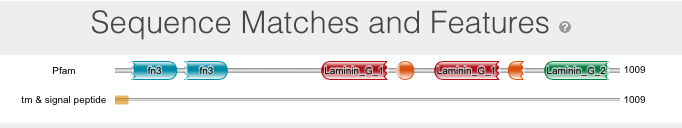 Sequence Matches and Features ?
Pfam fn3 fn3 Laminin_G_1 Laminin_G_1 Laminin_G_2 1009
tm & signal peptide 1009